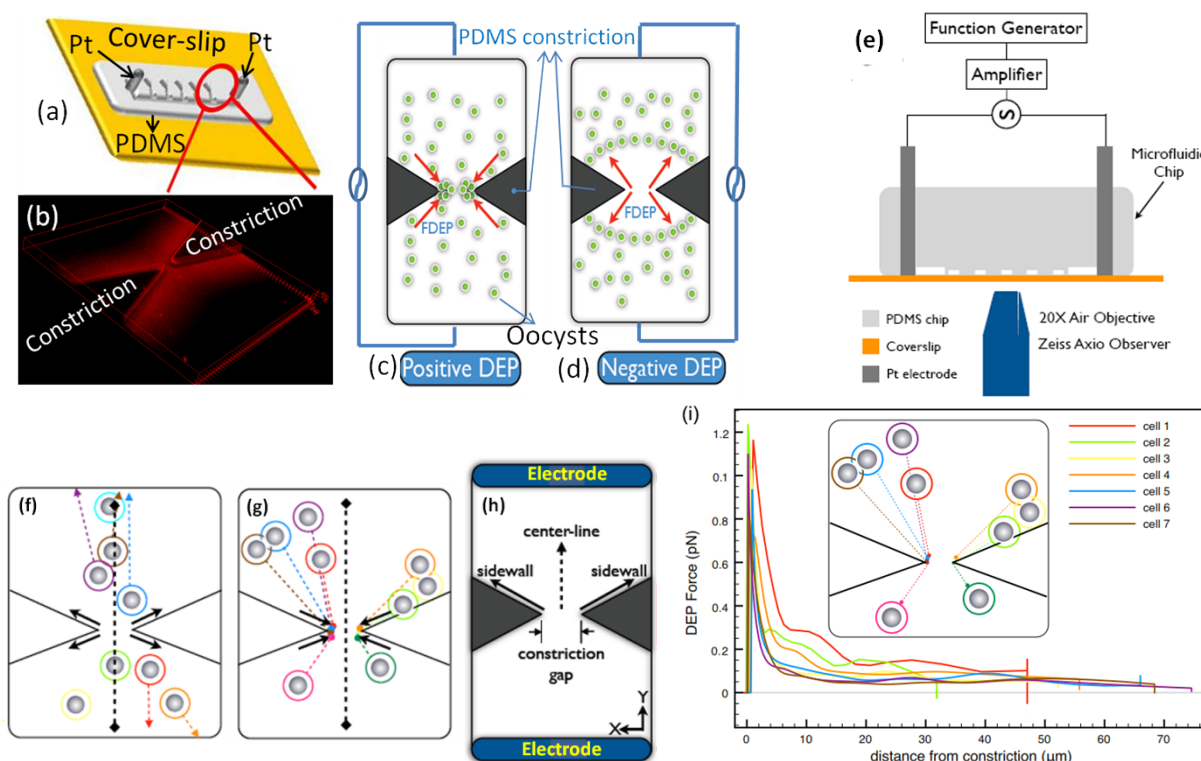 Cover-slip
Pt
Pt
(a)
PDMS
(b)
Constriction
Constriction
PDMS constriction
FDEP
FDEP
Oocysts
(c)
Positive DEP
(d)
Negative DEP
(e)
Function Generator
Amplifier
S
Microfluidic
Chip
PDMS chip
Coverslip
Pt electrode
20X Air Objective
Zeiss Axio Observer
(f)
(g)
(h)
Electrode
center-line
sidewall
sidewall
constriction
gap
Y
X
Electrode
(i)
DEP Force (pN)
1.2
1.0
0.8
0.6
0.4
0.2
0
cell 1
cell 2
cell 3
cell 4
cell 5
cell 6
cell 7
0
10
20
30
40
50
60
70
distance from constriction (µm)